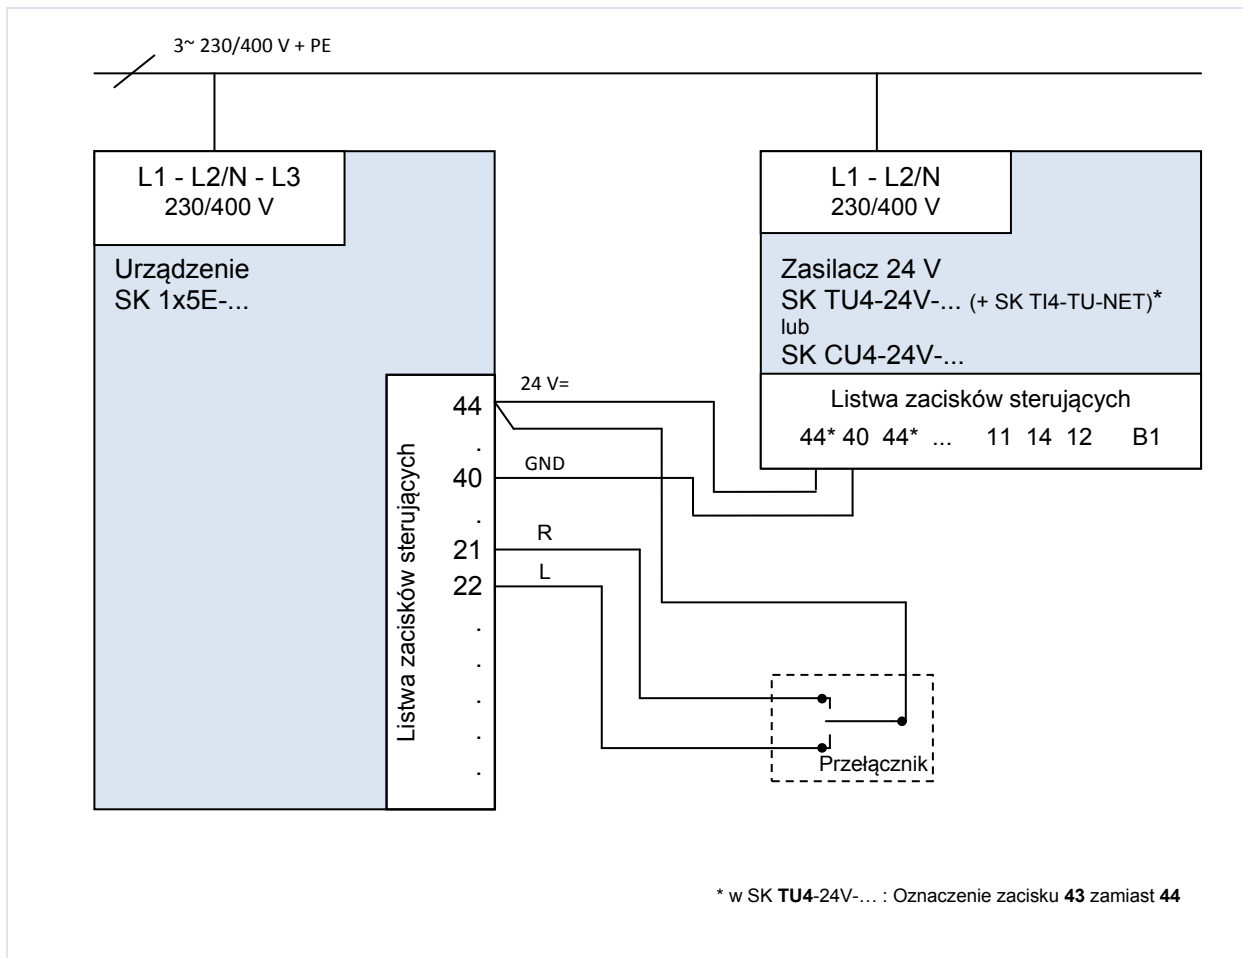 3~ 230/400 V + PE
L1 - L2/N - L3
230/400 V
Urządzenie
SK 1x5E-...
Listwa zacisków sterujących
44
.
40
.
21
22
.
.
.
.
.
24 V=
GND
R
L
L1 - L2/N
230/400 V
Zasilacz 24 V
SK TU4-24V-... (+ SK TI4-TU-NET)*
lub
SK CU4-24V-...
Listwa zacisków sterujących
44* 40 44* ... 11 14 12 B1
Przełącznik
* w SK TU4-24V-... : Oznaczenie zacisku 43 zamiast 44